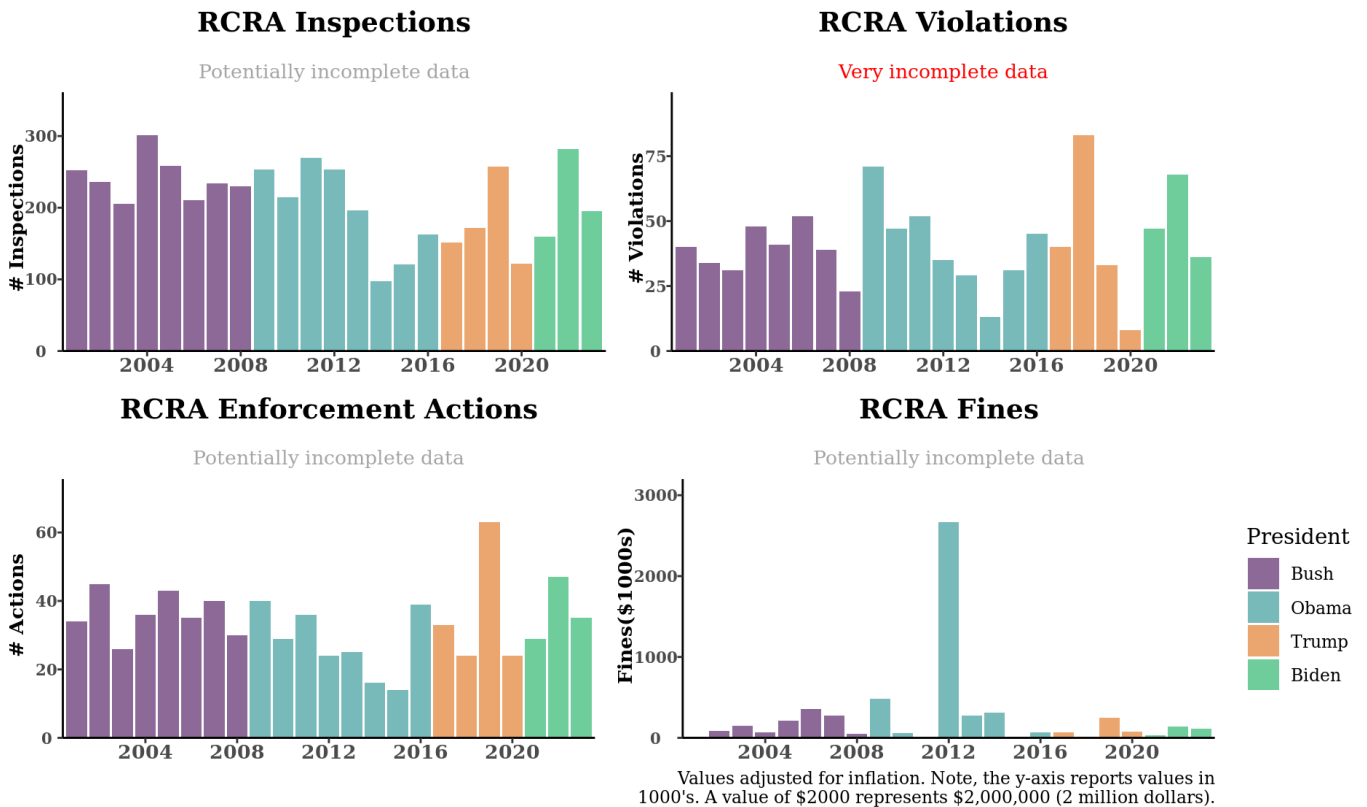 RCRA Inspections
Potentially incomplete data
# Inspections
300
200
100
0
2004 2008 2012 2016 2020
RCRA Violations
Very incomplete data
# Violations
75
50
25
0
2004 2008 2012 2016 2020
RCRA Enforcement Actions
Potentially incomplete data
# Actions
60
40
20
0
2004 2008 2012 2016 2020
RCRA Fines
Potentially incomplete data
Fines($1000s)
3000
2000
1000
0
2004 2008 2012 2016 2020
President
Bush
Obama
Trump
Biden
Values adjusted for inflation. Note, the y-axis reports values in
1000's. A value of $2000 represents $2,000,000 (2 million dollars).